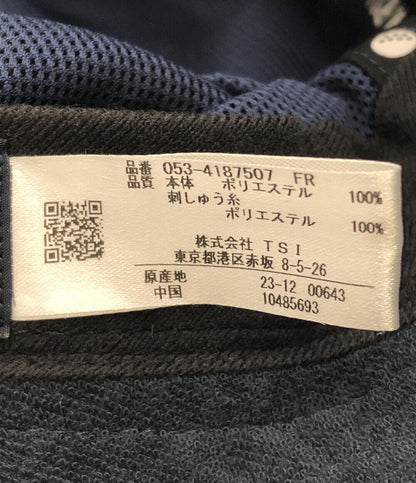 品番 053-4187507 FR
品質 本体 ポリエステル 100%
刺しゅう糸
ポリエステル 100%
株式会社 TSI
東京都港区赤坂 8-5-26
原産地 23-12 00643
中国 10485693